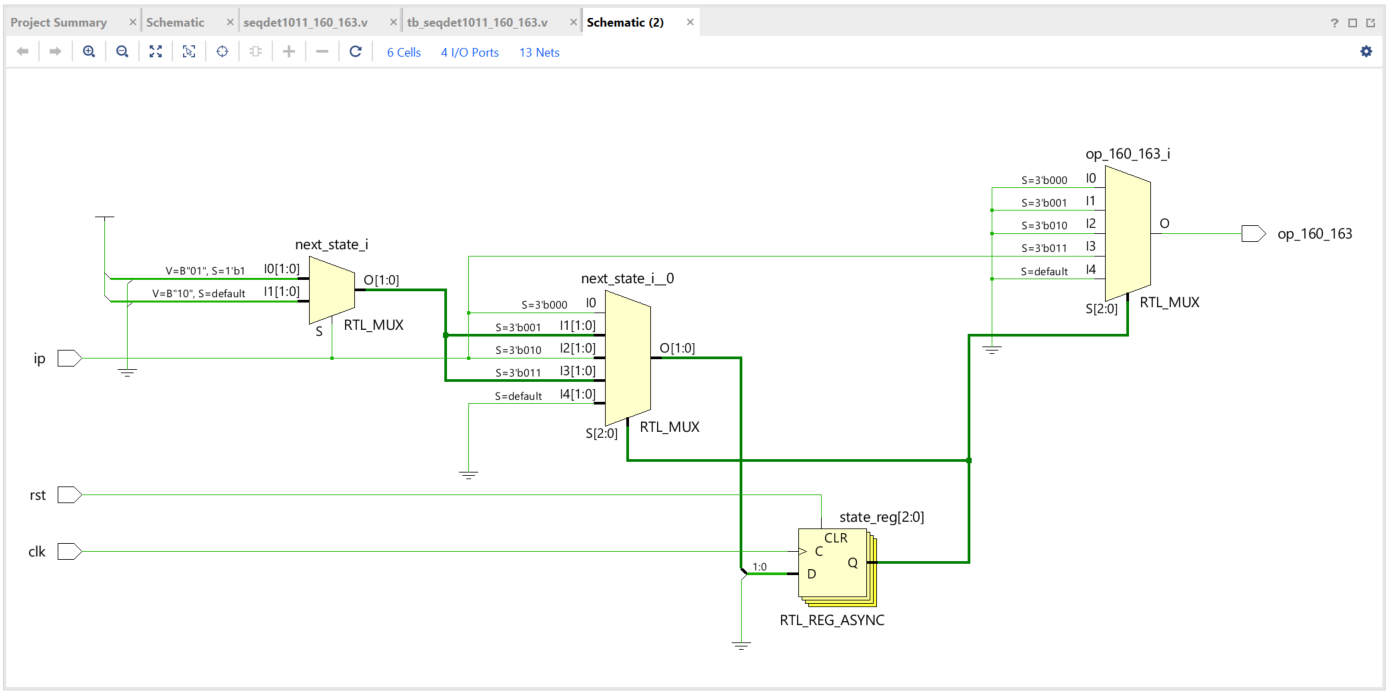 Project Summary × Schematic × seqdet1011_160_163.v × tb_seqdet1011_160_163.v × Schematic (2) × ?
6 Cells 4 I/O Ports 13 Nets
op_160_163_i
S=3'b000 I0
S=3'b001 I1
S=3'b010 I2
S=3'b011 I3
S=default I4
O
op_160_163
S[2:0] RTL_MUX
next_state_i
V=B"01", S=1'b1 I0[1:0]
V=B"10", S=default I1[1:0]
O[1:0]
S RTL_MUX
next_state_i__0
S=3'b000 I0
S=3'b001 I1[1:0]
S=3'b010 I2[1:0]
S=3'b011 I3[1:0]
S=default I4[1:0]
O[1:0]
S[2:0] RTL_MUX
ip
rst
clk
state_reg[2:0]
CLR
C
Q
1:0 D
RTL_REG_ASYNC